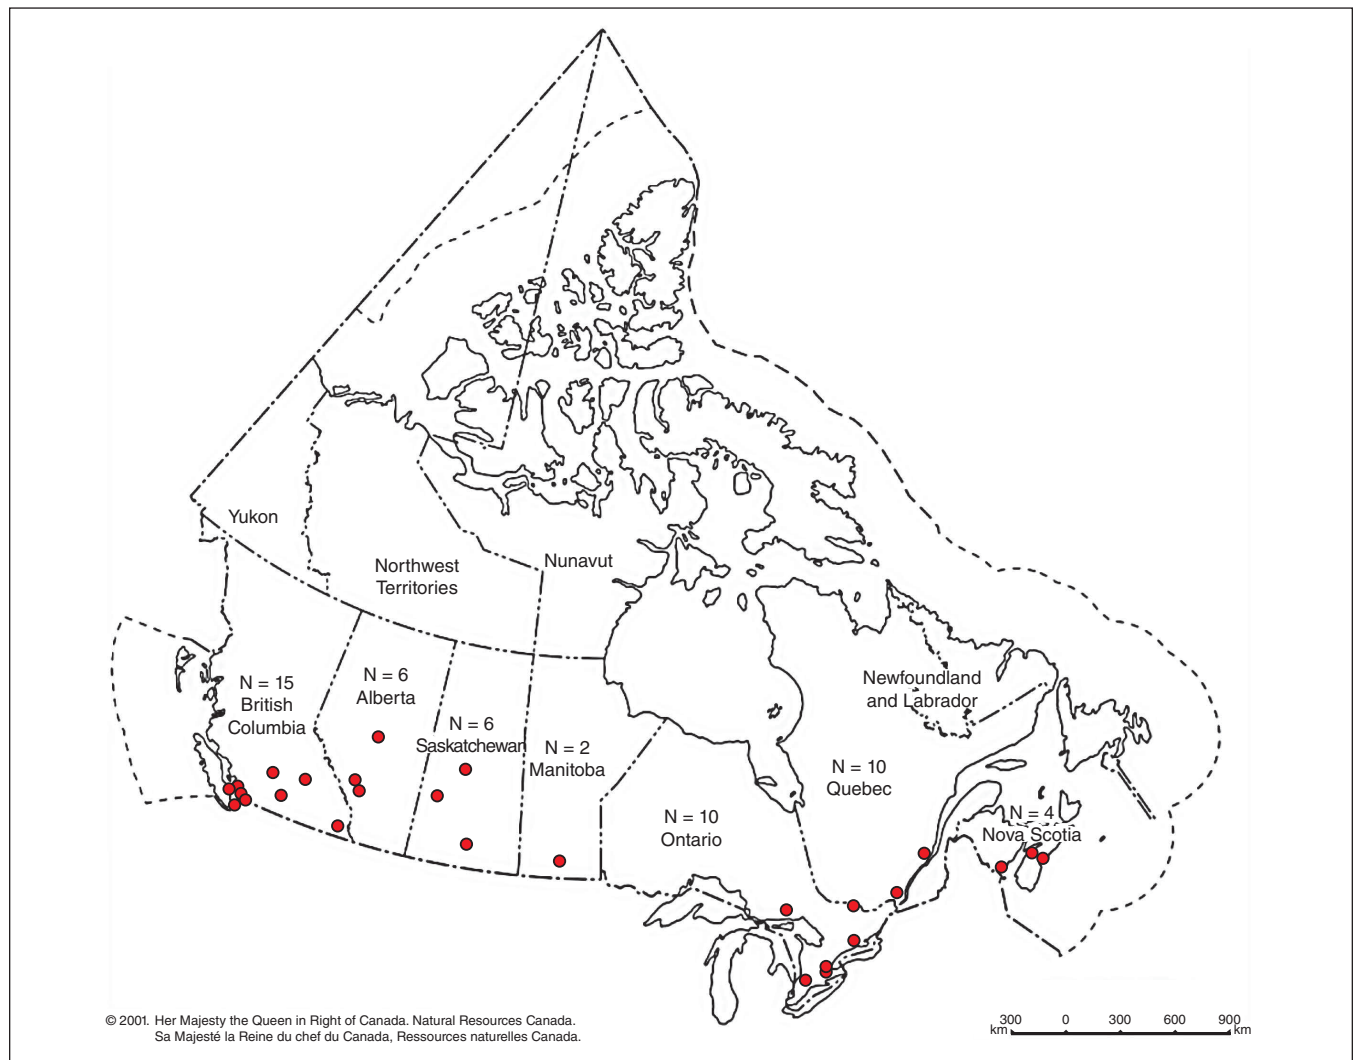 Yukon
Northwest
Territories
Nunavut
N = 15
British
Columbia
N = 6
Alberta
N = 6
Saskatchewan
N = 2
Manitoba
N = 10
Ontario
N = 10
Quebec
Newfoundland
and Labrador
N = 4
Nova Scotia
© 2001. Her Majesty the Queen in Right of Canada. Natural Resources Canada.
Sa Majesté la Reine du chef du Canada, Ressources naturelles Canada.
300 0 300 600 900
km km